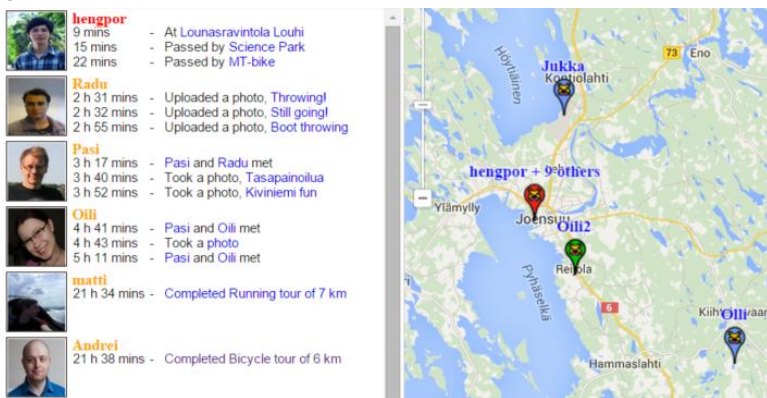 hengpor
9 mins - At Lounasravintola Louhi
15 mins - Passed by Science Park
22 mins - Passed by MT-bike
Radu
2 h 31 mins - Uploaded a photo, Throwing!
2 h 32 mins - Uploaded a photo, Still going!
2 h 55 mins - Uploaded a photo, Boot throwing
Pasi
3 h 17 mins - Pasi and Radu met
3 h 40 mins - Took a photo, Tasapainoilua
3 h 52 mins - Took a photo, Kiviniemi fun
Oili
4 h 41 mins - Pasi and Oili met
4 h 43 mins - Took a photo
5 h 11 mins - Pasi and Oili met
matti
21 h 34 mins - Completed Running tour of 7 km
Andrei
21 h 38 mins - Completed Bicycle tour of 6 km
73 Eno
Höytiäinen
Jukka
Kontiolahti
hengpor + 9 others
Ylämylly
Joensuu
Oili2
Reijola
Pyhäselkä
6
Olli
Hammaslahti